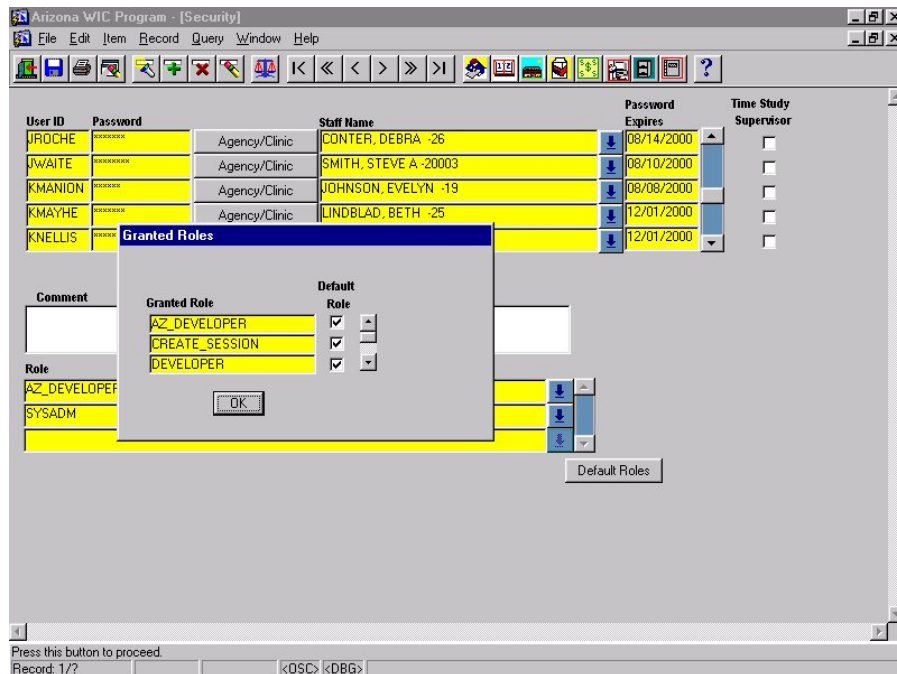 Arizona WIC Program - [Security]
File Edit Item Record Query Window Help
Password Time Study
User ID Password Staff Name Expires Supervisor
JROCHE ******* Agency/Clinic CONTER, DEBRA -26 08/14/2000
JWAITE ******** Agency/Clinic SMITH, STEVE A -20003 08/10/2000
KMANION ****** Agency/Clinic JOHNSON, EVELYN -19 08/08/2000
KMAYHE ******* Agency/Clinic LINDBLAD, BETH -25 12/01/2000
KNELLIS ***** 12/01/2000
Granted Roles
Default
Granted Role Role
AZ_DEVELOPER
CREATE_SESSION
DEVELOPER
OK
Comment
Role
AZ_DEVELOPER
SYSADM
Default Roles
Press this button to proceed.
Record: 1/? <OSC> <DBG>